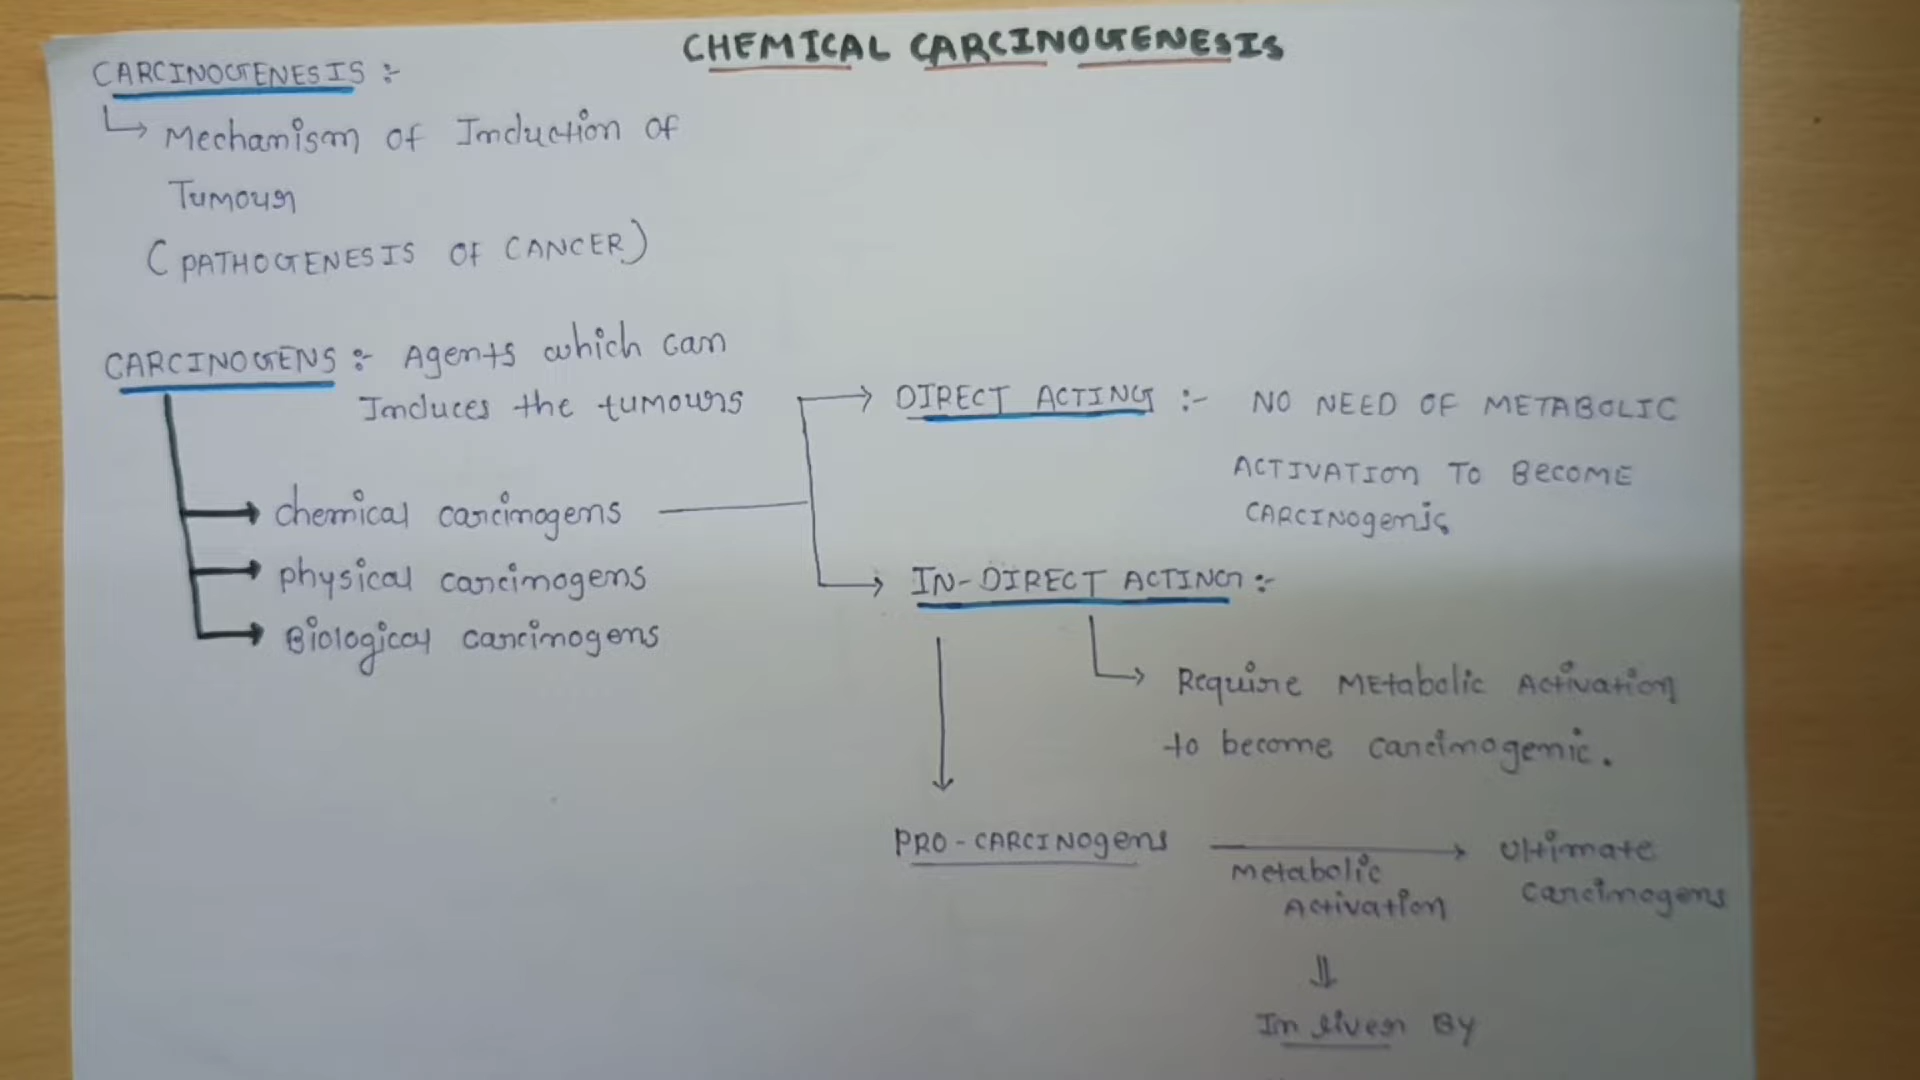 CHEMICAL CARCINOGENESIS
CARCINOGENESIS :-
Mechanism of Induction of
Tumour
(PATHOGENESIS OF CANCER)
CARCINOGENS :- Agents which can
Induces the tumours
chemical carcinogens
physical carcinogens
Biological carcinogens
DIRECT ACTING :- NO NEED OF METABOLIC
ACTIVATION TO BECOME
CARCINOgenic
IN-DIRECT ACTING :-
Require Metabolic Activation
to become carcinogenic.
PRO-CARCINOgens → Ultimate
carcinogens
Metabolic
Activation
⇓
In liver By